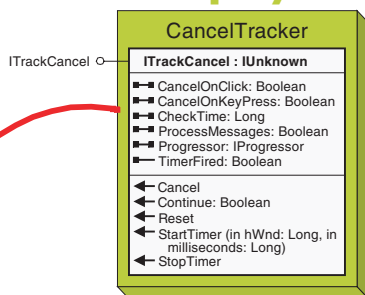 CancelTracker
ITrackCancel
ITrackCancel : IUnknown
CancelOnClick: Boolean
CancelOnKeyPress: Boolean
CheckTime: Long
ProcessMessages: Boolean
Progressor: IProgressor
TimerFired: Boolean
Cancel
Continue: Boolean
Reset
StartTimer (in hWnd: Long, in
milliseconds: Long)
StopTimer